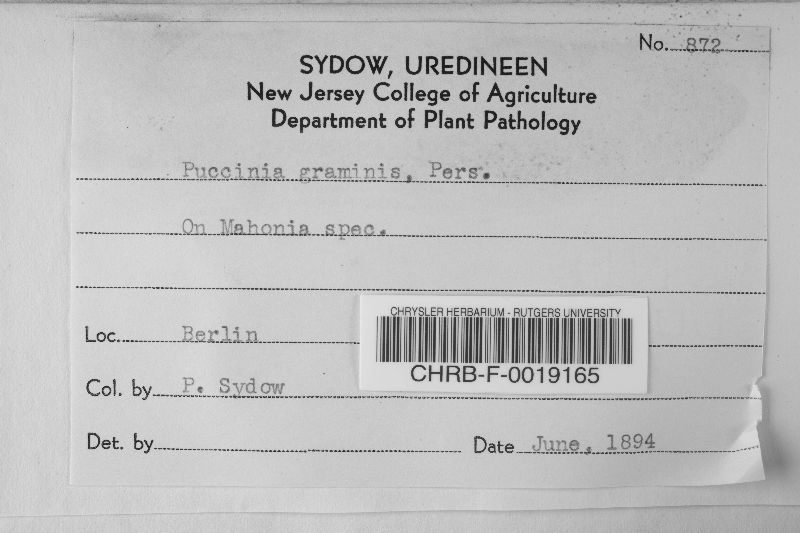 No. 872
SYDOW, UREDINEEN
New Jersey College of Agriculture
Department of Plant Pathology
Puccinia graminis, Pers.
On Mahonia spec.
CHRYSLER HERBARIUM - RUTGERS UNIVERSITY
CHRB-F-0019165
Loc. Berlin
Col. by P. Sydow
Det. by
Date June, 1894